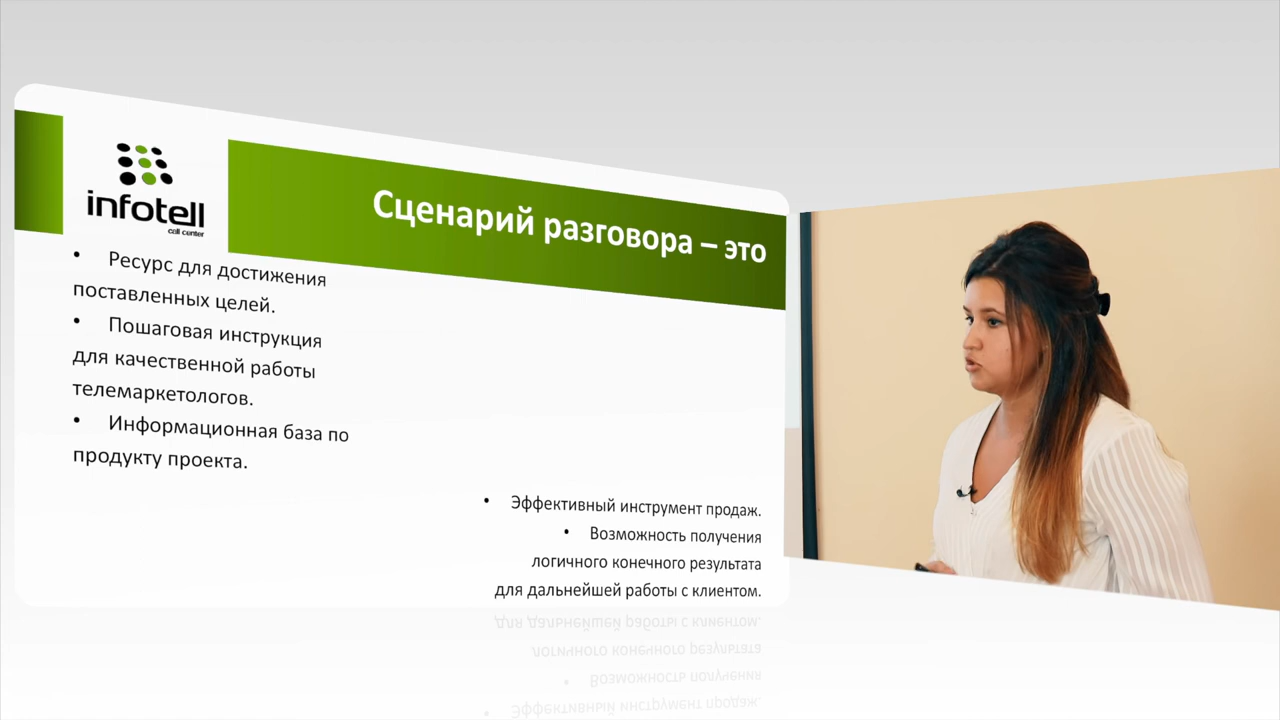 infotell
call center
Сценарий разговора – это
• Ресурс для достижения
поставленных целей.
• Пошаговая инструкция
для качественной работы
телемаркетологов.
• Информационная база по
продукту проекта.
• Эффективный инструмент продаж.
• Возможность получения
логичного конечного результата
для дальнейшей работы с клиентом.